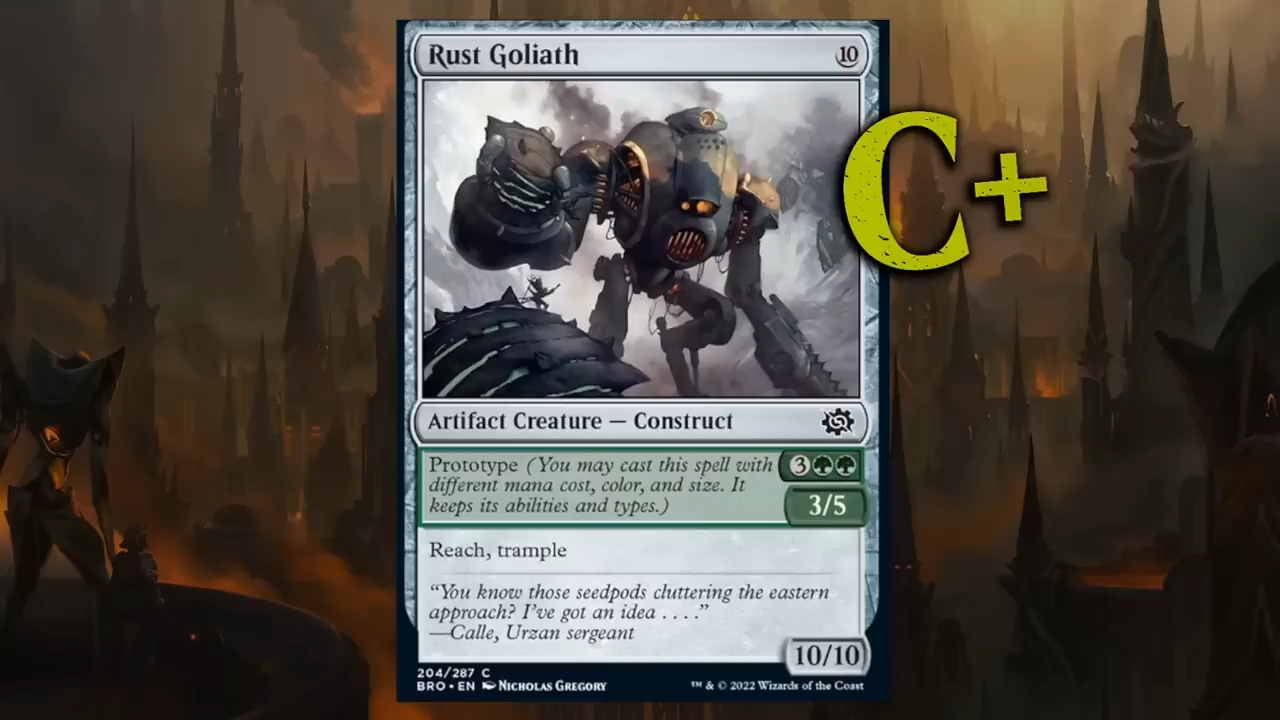 Rust Goliath 10
C+
Artifact Creature — Construct
Prototype (You may cast this spell with 3
different mana cost, color, and size. It
keeps its abilities and types.) 3/5
Reach, trample
“You know those seedpods cluttering the eastern
approach? I've got an idea . . . .”
—Calle, Urzan sergeant
10/10
204/287 C
BRO • EN Nicholas Gregory ™ & © 2022 Wizards of the Coast